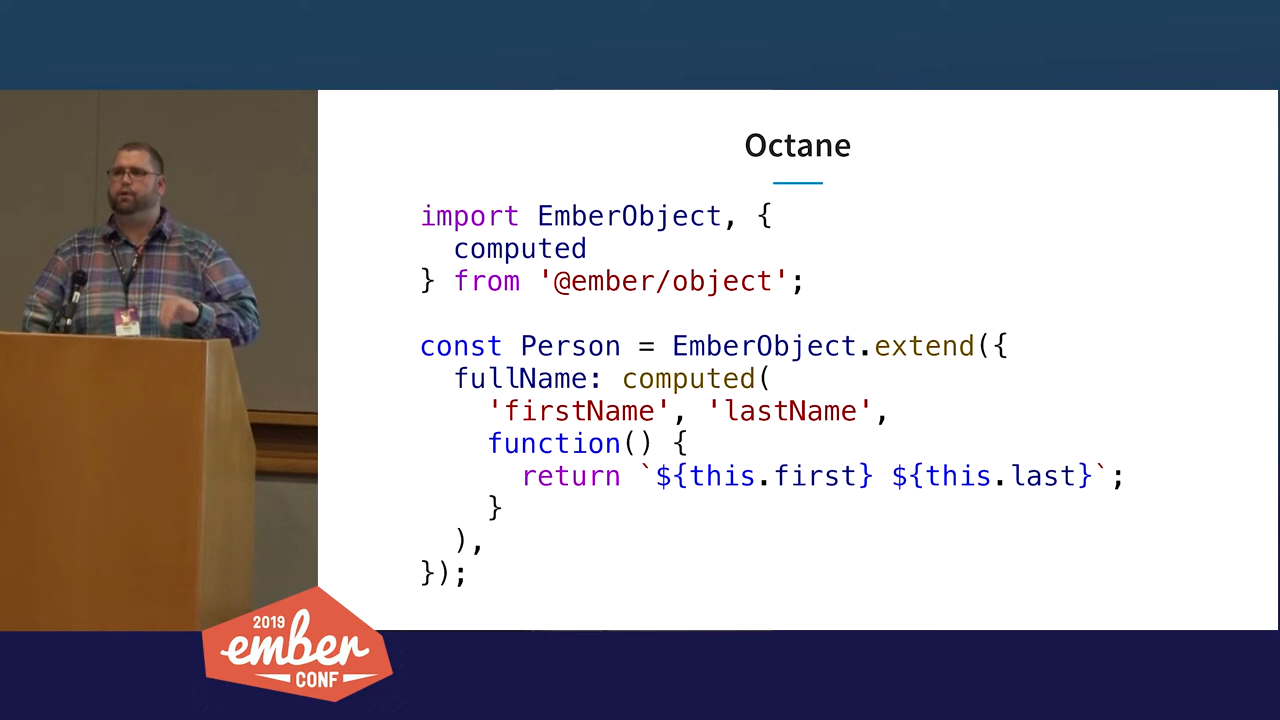 Octane
import EmberObject, {
  computed
} from '@ember/object';
const Person = EmberObject.extend({
  fullName: computed(
    'firstName', 'lastName',
    function() {
      return `${this.first} ${this.last}`;
    }
  ),
});
2019
ember
CONF